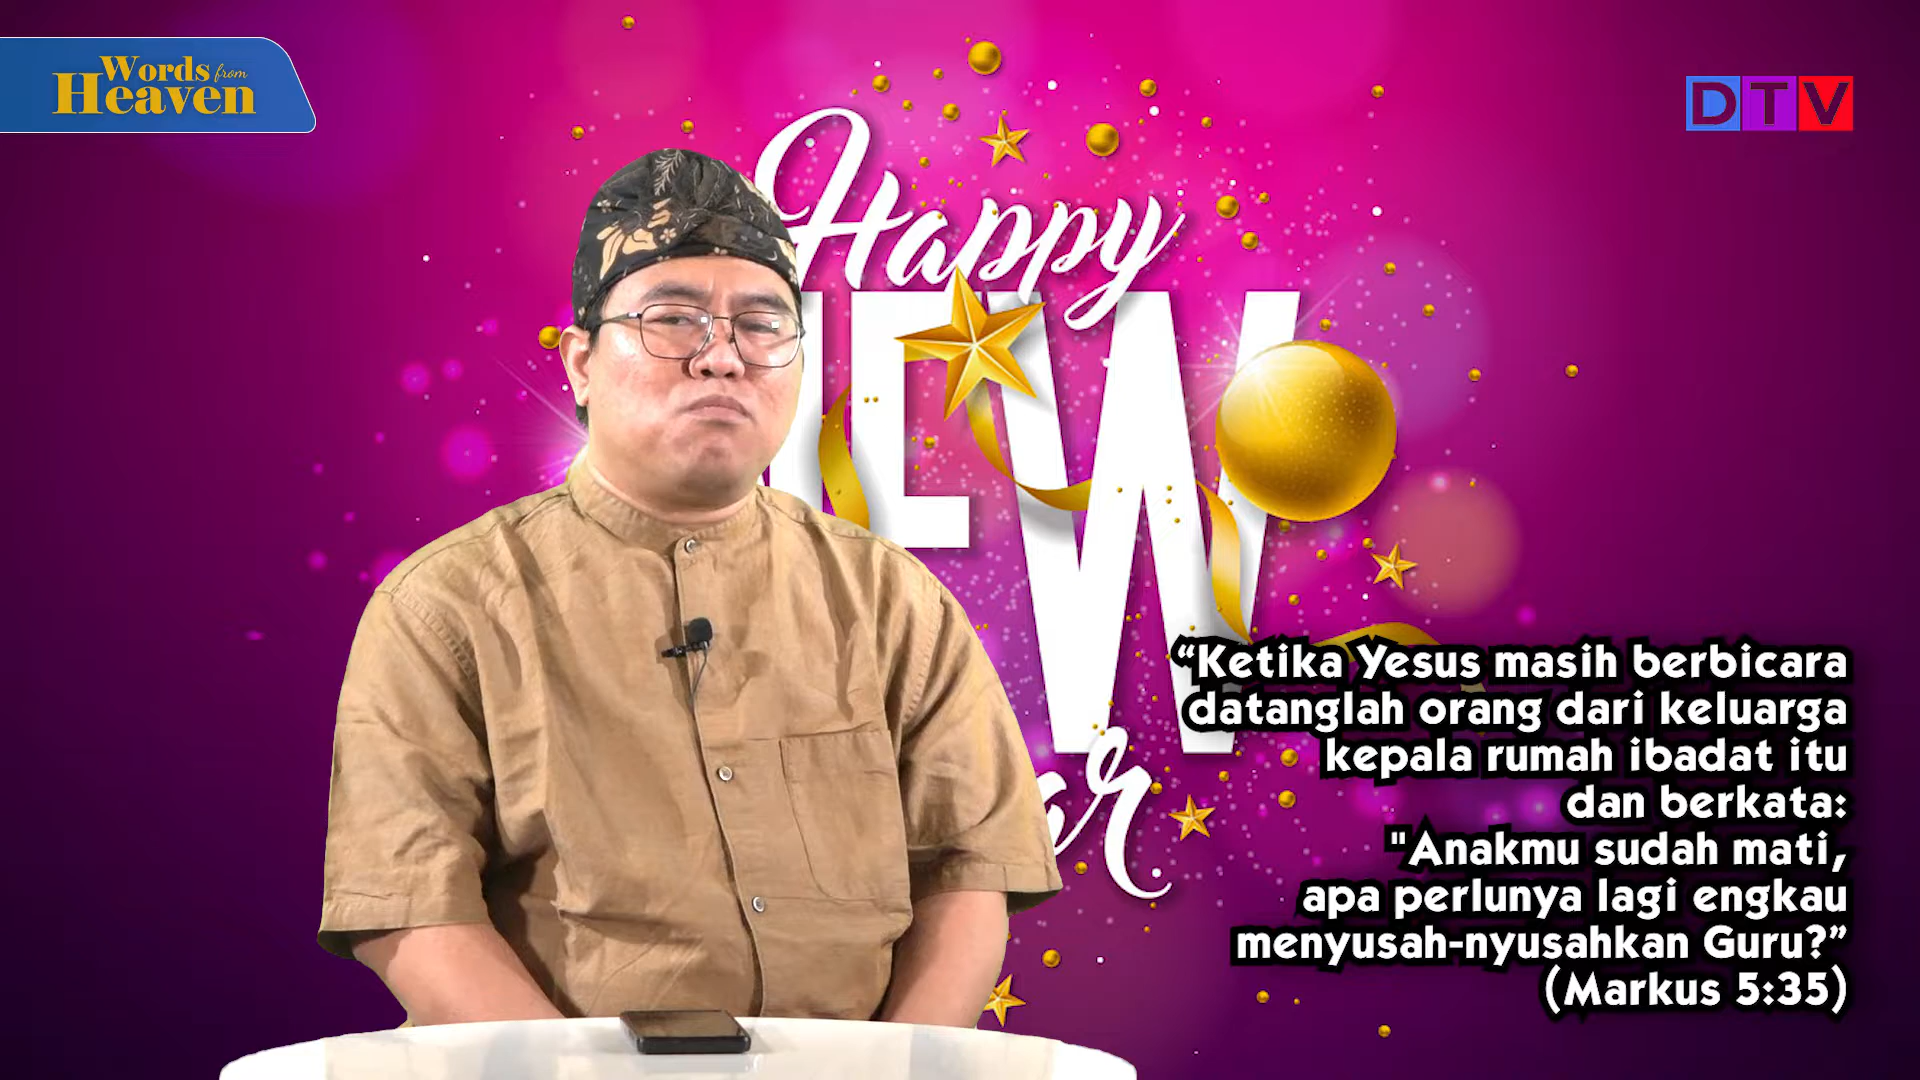 Words from
Heaven
DTV
Happy
NEW
“Ketika Yesus masih berbicara
datanglah orang dari keluarga
kepala rumah ibadat itu
dan berkata:
"Anakmu sudah mati,
apa perlunya lagi engkau
menyusah-nyusahkan Guru?”
(Markus 5:35)